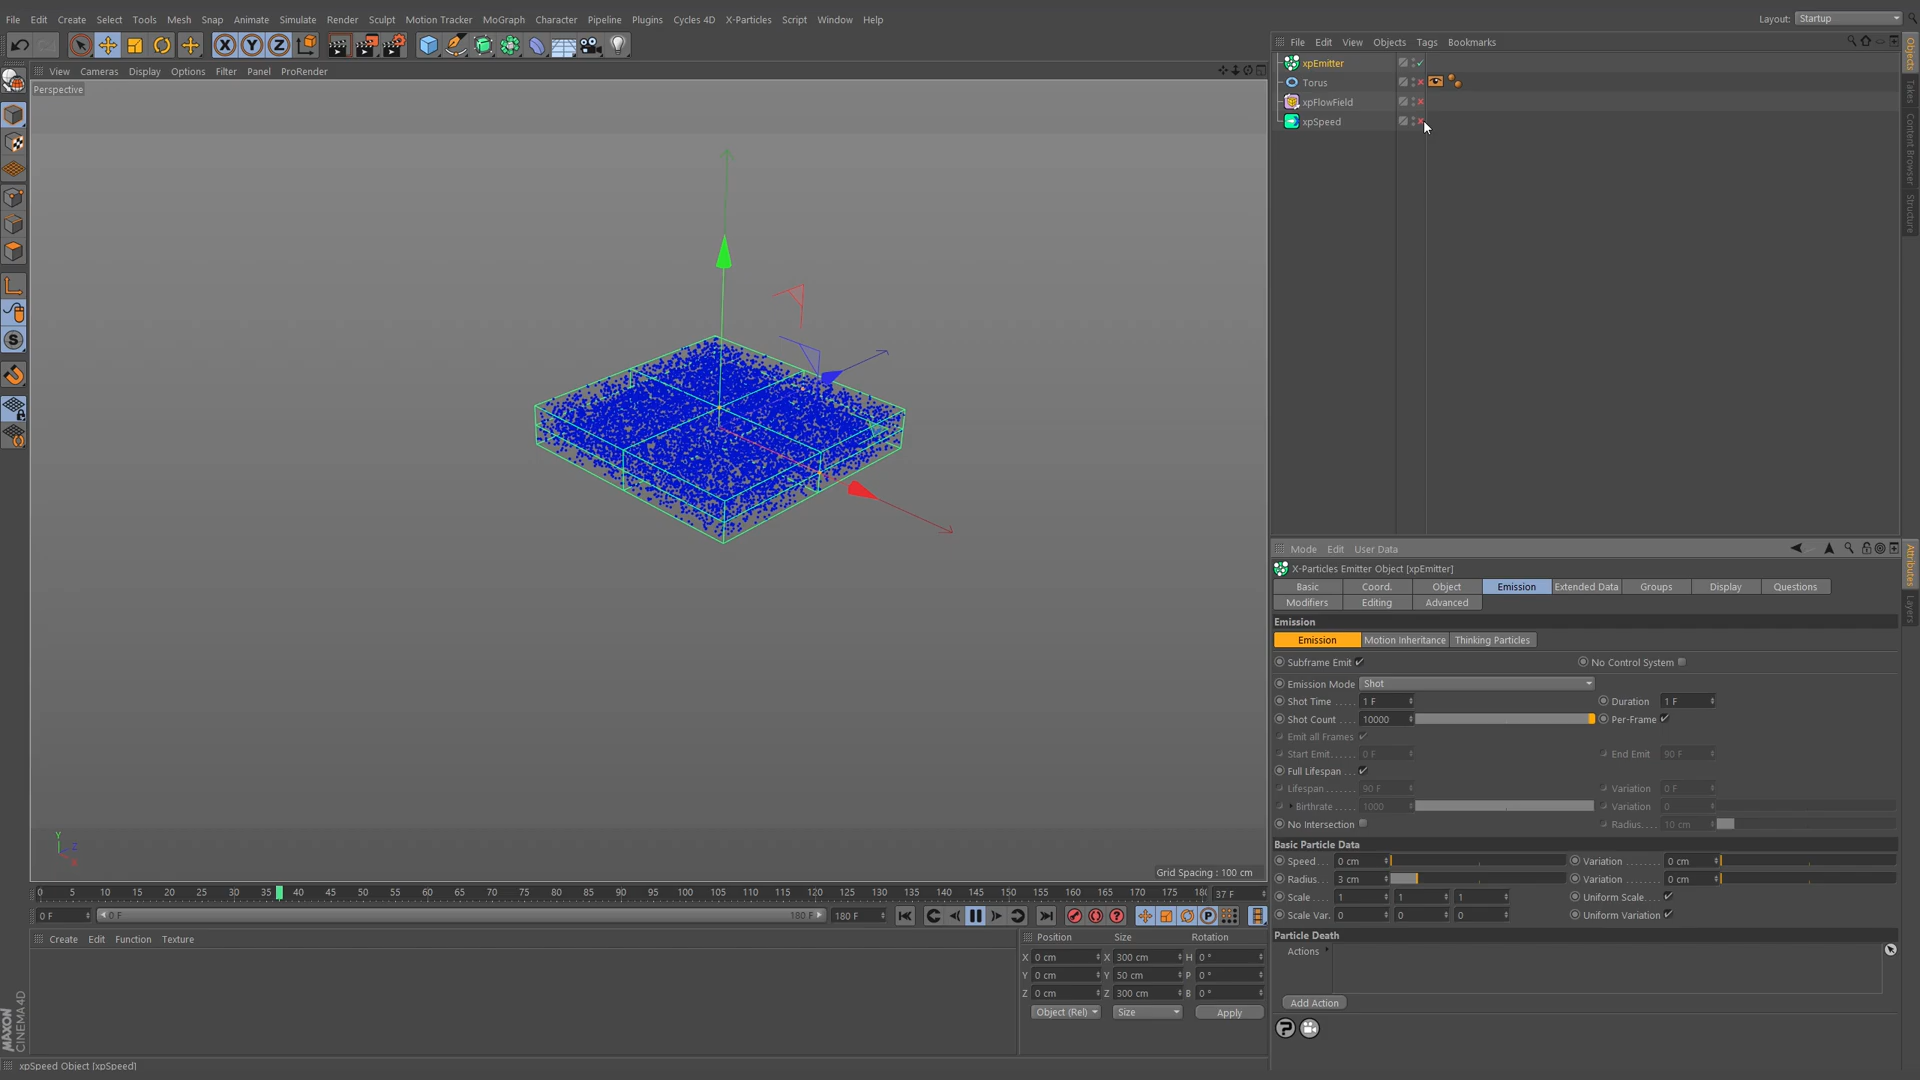 File Edit Create Select Tools Mesh Snap Animate Simulate Render Sculpt Motion Tracker MoGraph Character Pipeline Plugins Cycles 4D X-Particles Script Window Help Layout: Startup
File Edit View Objects Tags Bookmarks
View Cameras Display Options Filter Panel ProRender
Perspective
xpEmitter
Torus
xpFlowField
xpSpeed
Objects
Takes
Content Browser
Structure
Mode Edit User Data
X-Particles Emitter Object [xpEmitter]
Basic Coord. Object Emission Extended Data Groups Display Questions
Modifiers Editing Advanced
Emission
Emission Motion Inheritance Thinking Particles
Subframe Emit No Control System
Emission Mode Shot
Shot Time 1 F Duration 1 F
Shot Count 10000 Per-Frame
Emit all Frames
Start Emit 0 F End Emit 90 F
Full Lifespan
Lifespan 90 F Variation 0 F
Birthrate 1000 Variation 0
No Intersection Radius 10 cm
Basic Particle Data
Speed 0 cm Variation 0 cm
Radius 3 cm Variation 0 cm
Scale 1 1 1 Uniform Scale
Scale Var. 0 0 0 Uniform Variation
Particle Death
Actions
Add Action
Attributes
Layers
Y Z X
Grid Spacing : 100 cm
0 5 10 15 20 25 30 35 40 45 50 55 60 65 70 75 80 85 90 95 100 105 110 115 120 125 130 135 140 145 150 155 160 165 170 175 180 37 F
0 F 0 F 180 F 180 F
Create Edit Function Texture
Position Size Rotation
X 0 cm X 300 cm H 0 °
Y 0 cm Y 50 cm P 0 °
Z 0 cm Z 300 cm B 0 °
Object (Rel) Size Apply
MAXON
CINEMA4D
xpSpeed Object [xpSpeed]